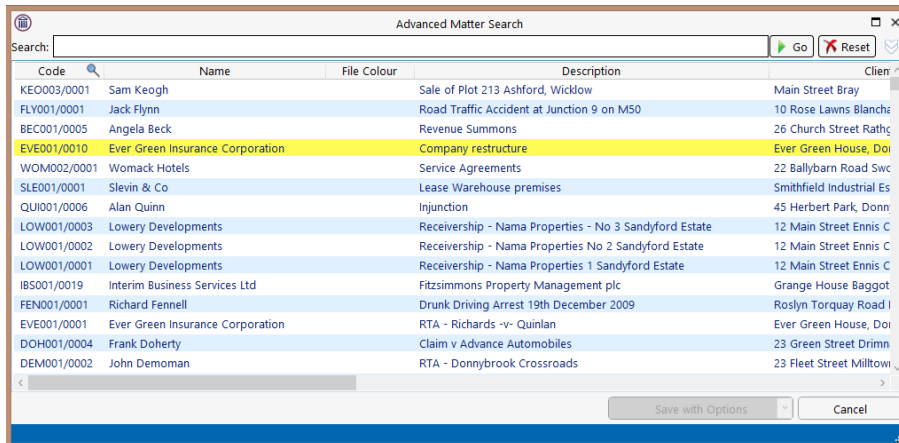 Advanced Matter Search
Search: Go Reset
Code Name File Colour Description
KEO003/0001 Sam Keogh Sale of Plot 213 Ashford, Wicklow Main Street Bray
FLY001/0001 Jack Flynn Road Traffic Accident at Junction 9 on M50 10 Rose Lawns
BEC001/0005 Angela Beck Revenue Summons 26 Church Street
EVE001/0010 Ever Green Insurance Corporation Company restructure Ever Green House,
WOM002/0001 Womack Hotels Service Agreements 22 Ballybarn Road
SLE001/0001 Slevin & Co Lease Warehouse premises Smithfield Industrial
QUI001/0006 Alan Quinn Injunction 45 Herbert Park,
LOW001/0003 Lowery Developments Receivership - Nama Properties - No 3 Sandyford Estate 12 Main Street Ennis
LOW001/0002 Lowery Developments Receivership - Nama Properties No 2 Sandyford Estate 12 Main Street Ennis
LOW001/0001 Lowery Developments Receivership - Nama Properties 1 Sandyford Estate 12 Main Street Ennis
IBS001/0019 Interim Business Services Ltd Fitzsimmons Property Management plc Grange House Baggot
FEN001/0001 Richard Fennell Drunk Driving Arrest 19th December 2009 Roslyn Torquay Road
EVE001/0001 Ever Green Insurance Corporation RTA - Richards -v- Quinlan Ever Green House,
DOH001/0004 Frank Doherty Claim v Advance Automobiles 23 Green Street
DEM001/0002 John Demoman RTA - Donnybrook Crossroads 23 Fleet Street
Save with Options Cancel